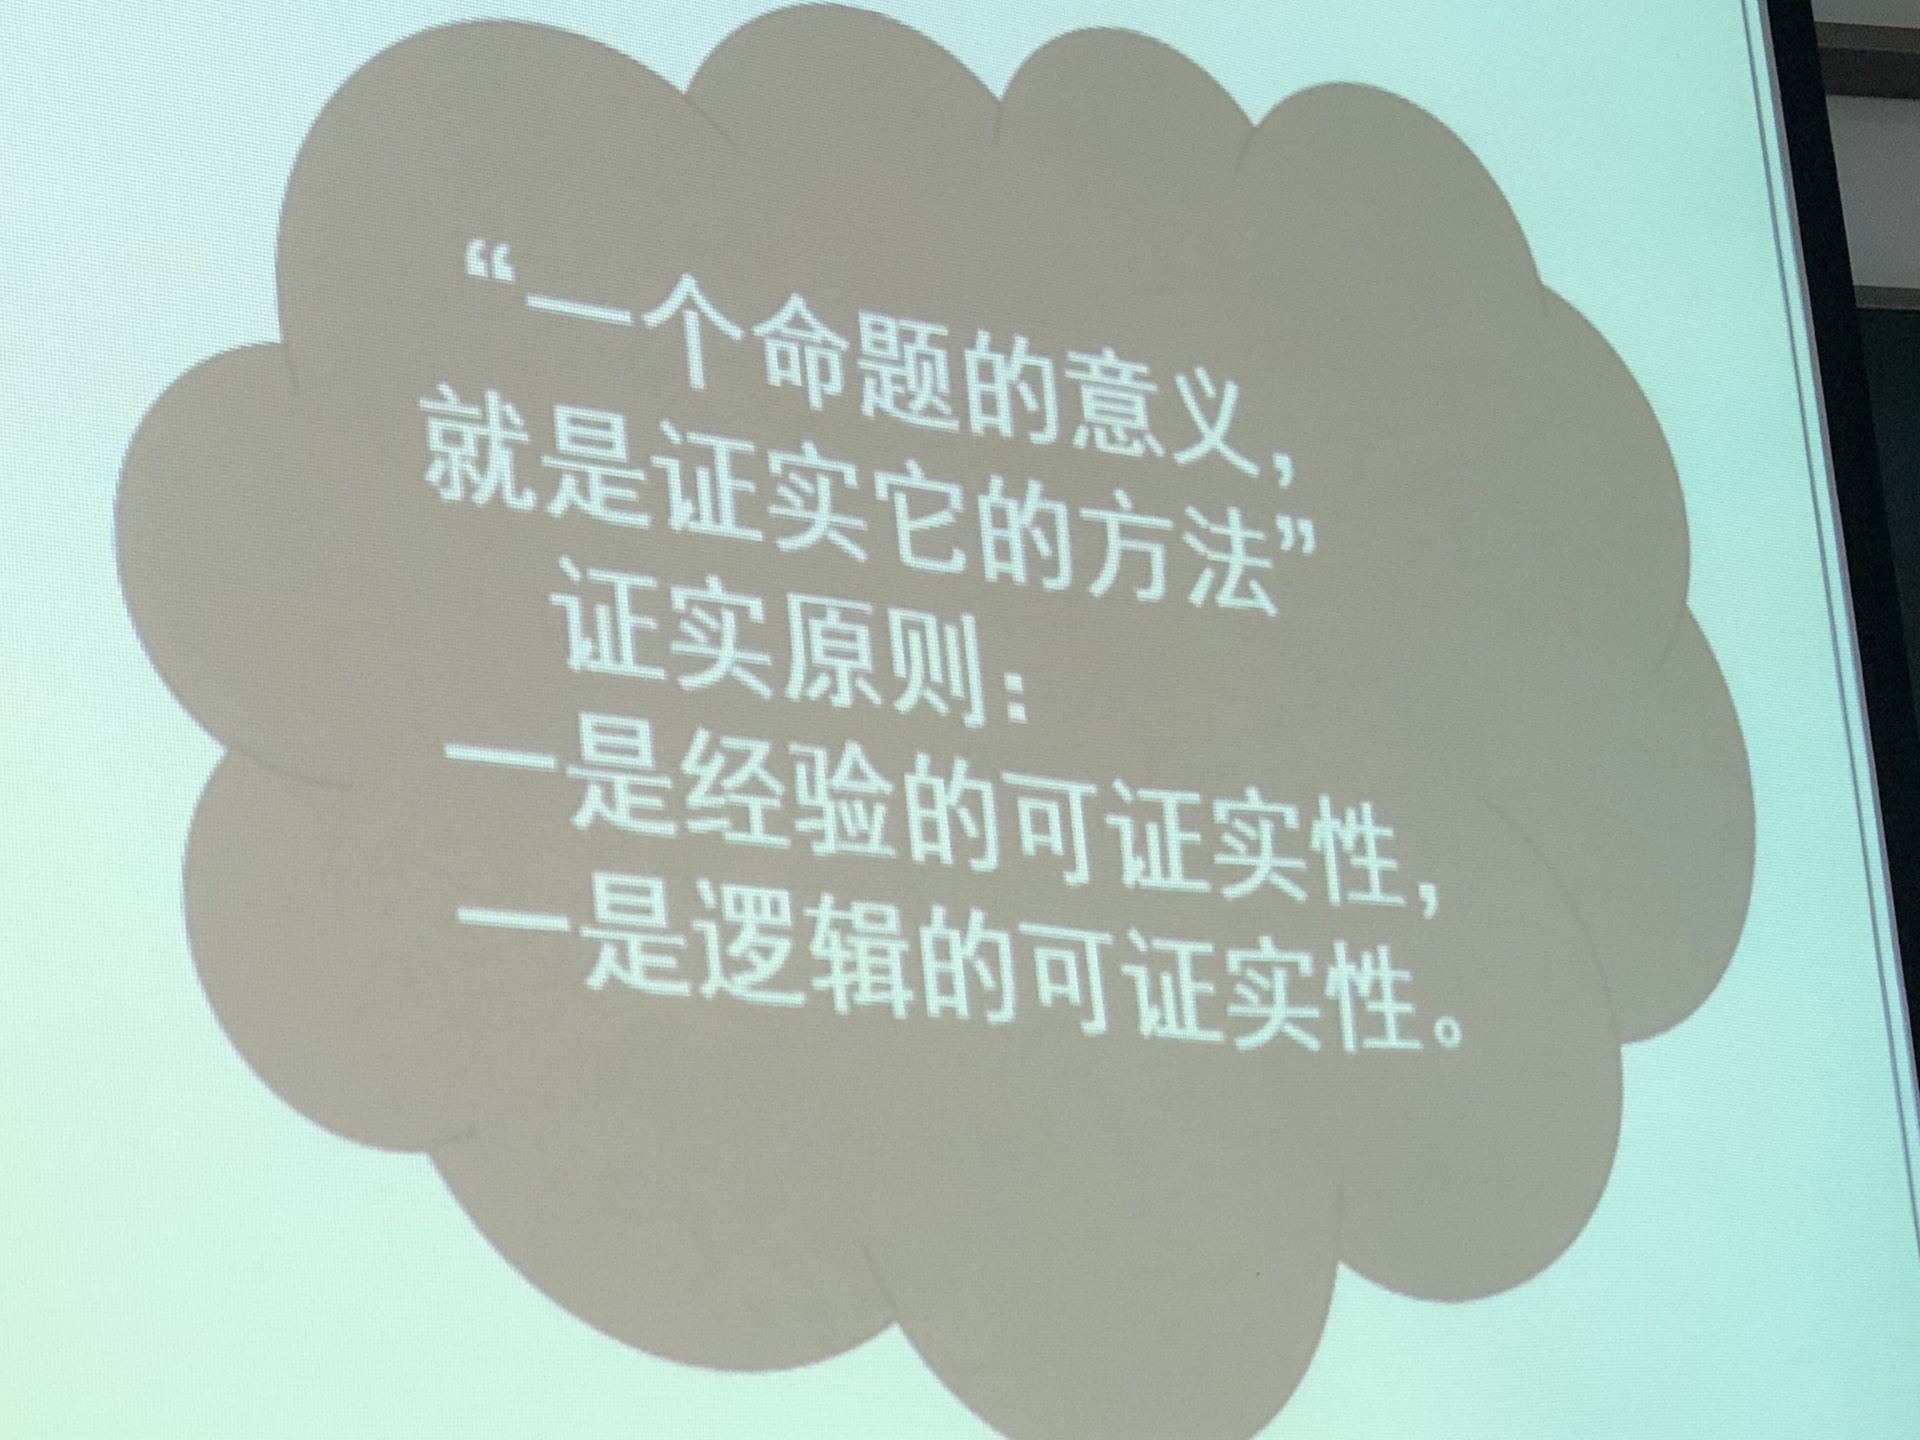 “一个命题的意义，
就是证实它的方法”
证实原则：
一是经验的可证实性，
一是逻辑的可证实性。